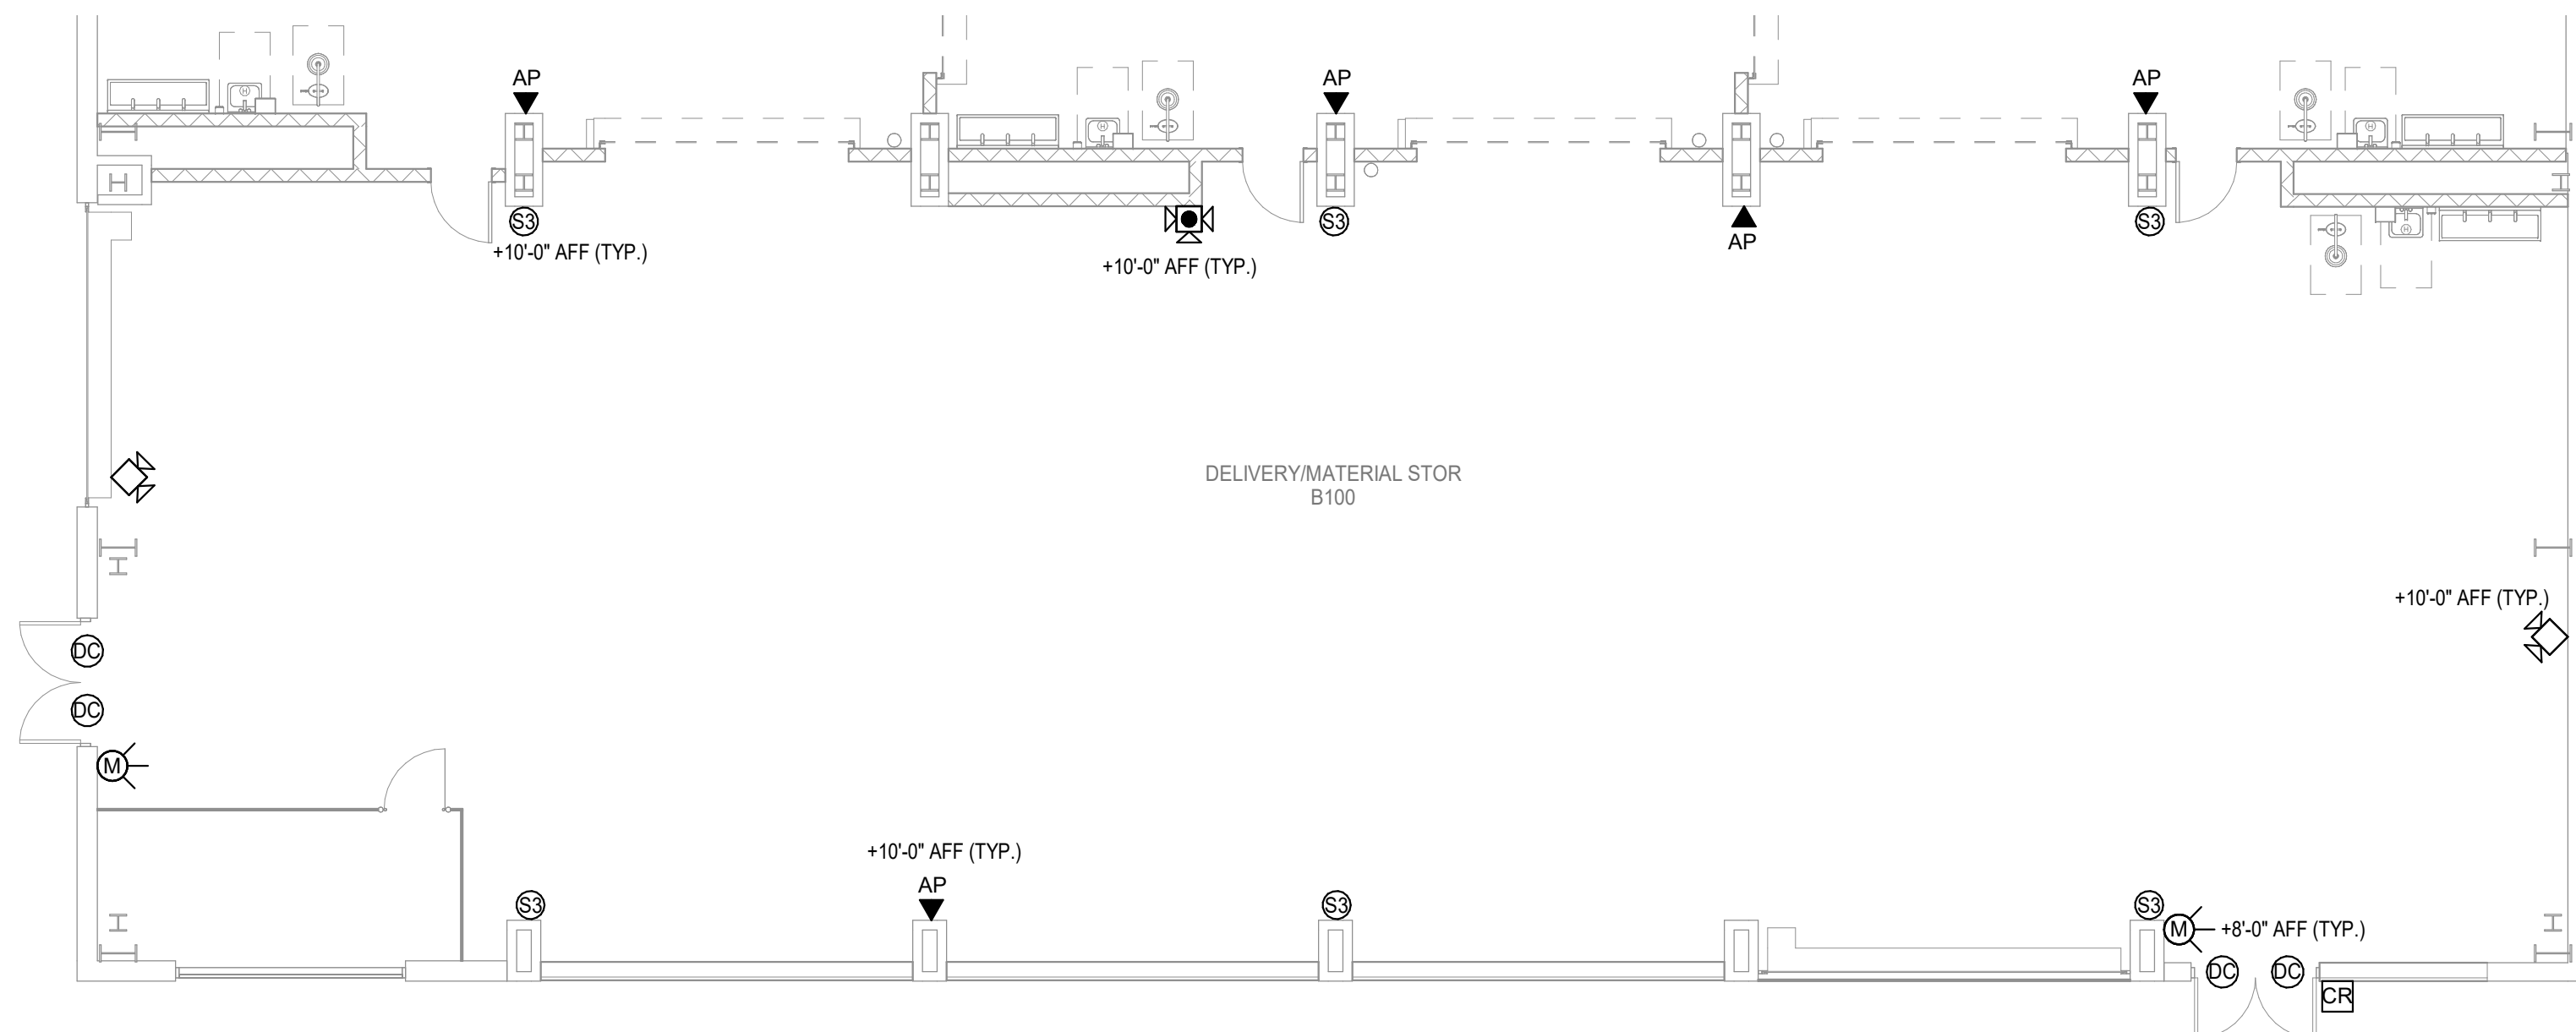 AP
AP
AP
H
H
H
S3
S3
S3
+10'-0" AFF (TYP.)
AP
+10'-0" AFF (TYP.)
H
DELIVERY/MATERIAL STOR
B100
+10'-0" AFF (TYP.)
DC
DC
M
+10'-0" AFF (TYP.)
AP
S3
S3
S3
M
+8'-0" AFF (TYP.)
DC
DC
CR